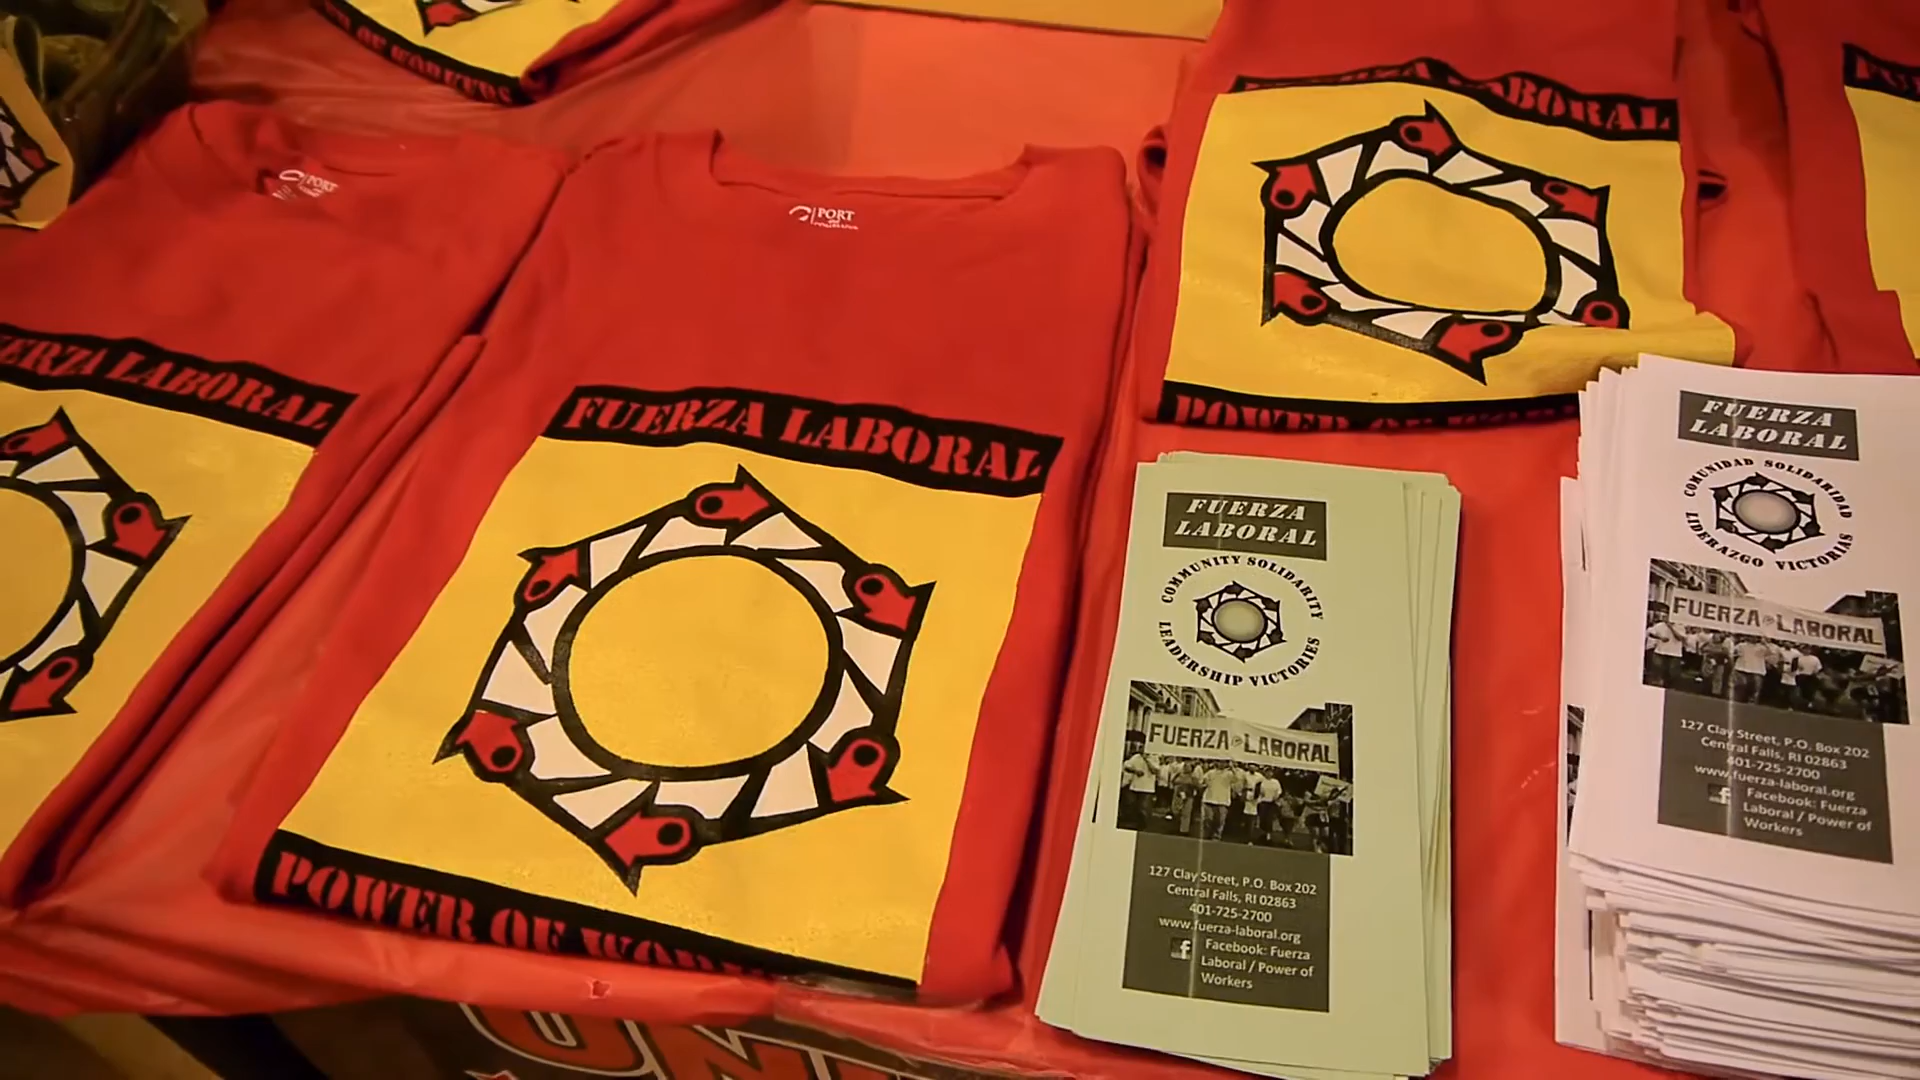 OF WORKERS
FUERZA LABORAL
POWER OF
PORT
PORT
LABORAL
FUERZA LABORAL
POWER OF
FUERZA
LABORAL
COMMUNITY SOLIDARITY
LEADERSHIP VICTORIES
FUERZA LABORAL
127 Clay Street, P.O. Box 202
Central Falls, RI 02863
401-725-2700
www.fuerza-laboral.org
f Facebook: Fuerza
Laboral / Power of
Workers
FUERZA
LABORAL
COMUNIDAD SOLIDARIDAD
LIDERAZGO VICTORIAS
FUERZA LABORAL
127 Clay Street, P.O. Box 202
Central Falls, RI 02863
401-725-2700
www.fuerza-laboral.org
f Facebook: Fuerza
Laboral / Power of
Workers